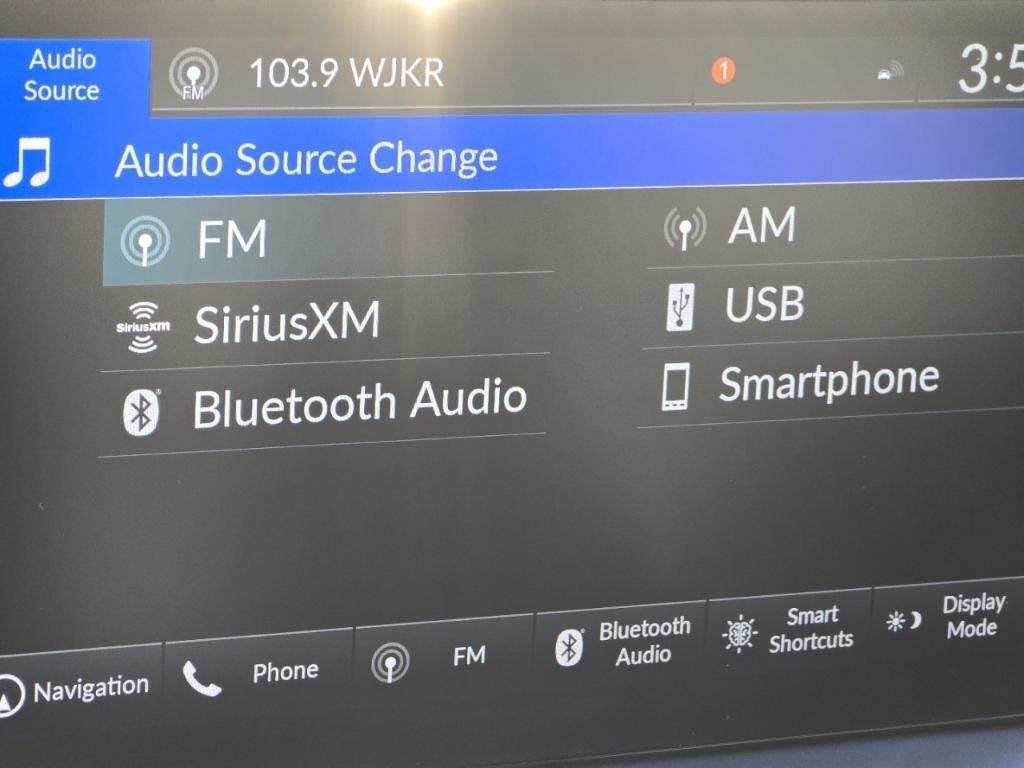 Audio
Source
FM
103.9 WJKR
1
3:5
Audio Source Change
FM
AM
SiriusXM
SiriusXM
USB
Bluetooth Audio
Smartphone
Navigation
Phone
FM
Bluetooth
Audio
Smart
Shortcuts
Display
Mode